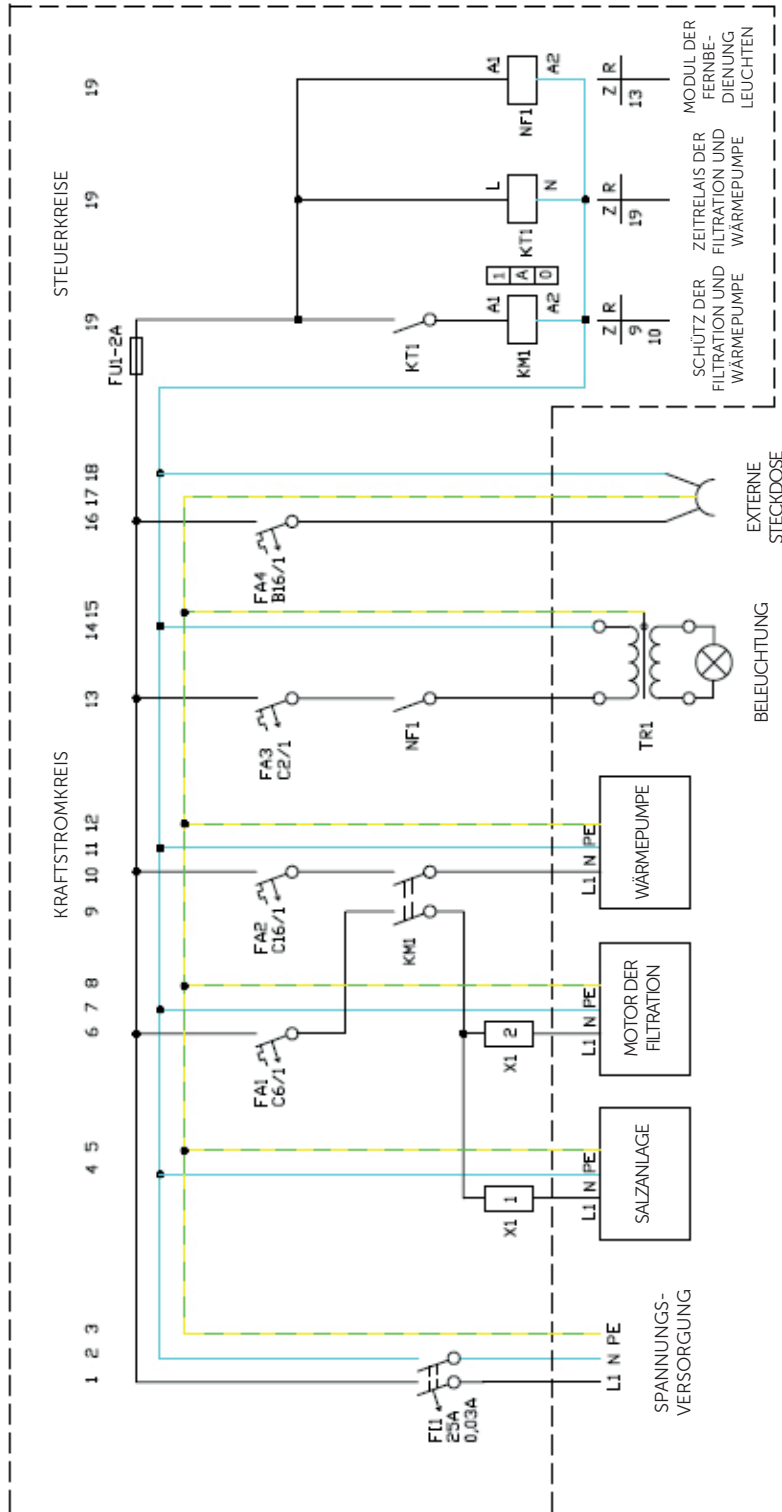 KRAFTSTROMKREIS
STEUERKREISE
1 2 3 4 5 6 7 8 9 10 11 12 13 14 15 16 17 18 19 19 19
FU1-2A
FI1
25A
0,03A
FA1
C6/1
FA2
C16/1
FA3
C2/1
FA4
B16/1
KM1
NF1
KT1
X1 1
X1 2
KM1
A1
A2
1 A 0
KT1
L
N
NF1
A1
A2
TR1
L1 N PE
SPANNUNGS-
VERSORGUNG
L1 N PE
SALZANLAGE
L1 N PE
MOTOR DER
FILTRATION
L1 N PE
WÄRMEPUMPE
BELEUCHTUNG
EXTERNE
STECKDOSE
Z R
9
10
SCHÜTZ DER
FILTRATION UND
WÄRMEPUMPE
Z R
19
ZEITRELAIS DER
FILTRATION UND
WÄRMEPUMPE
Z R
13
MODUL DER
FERNBE-
DIENUNG
LEUCHTEN